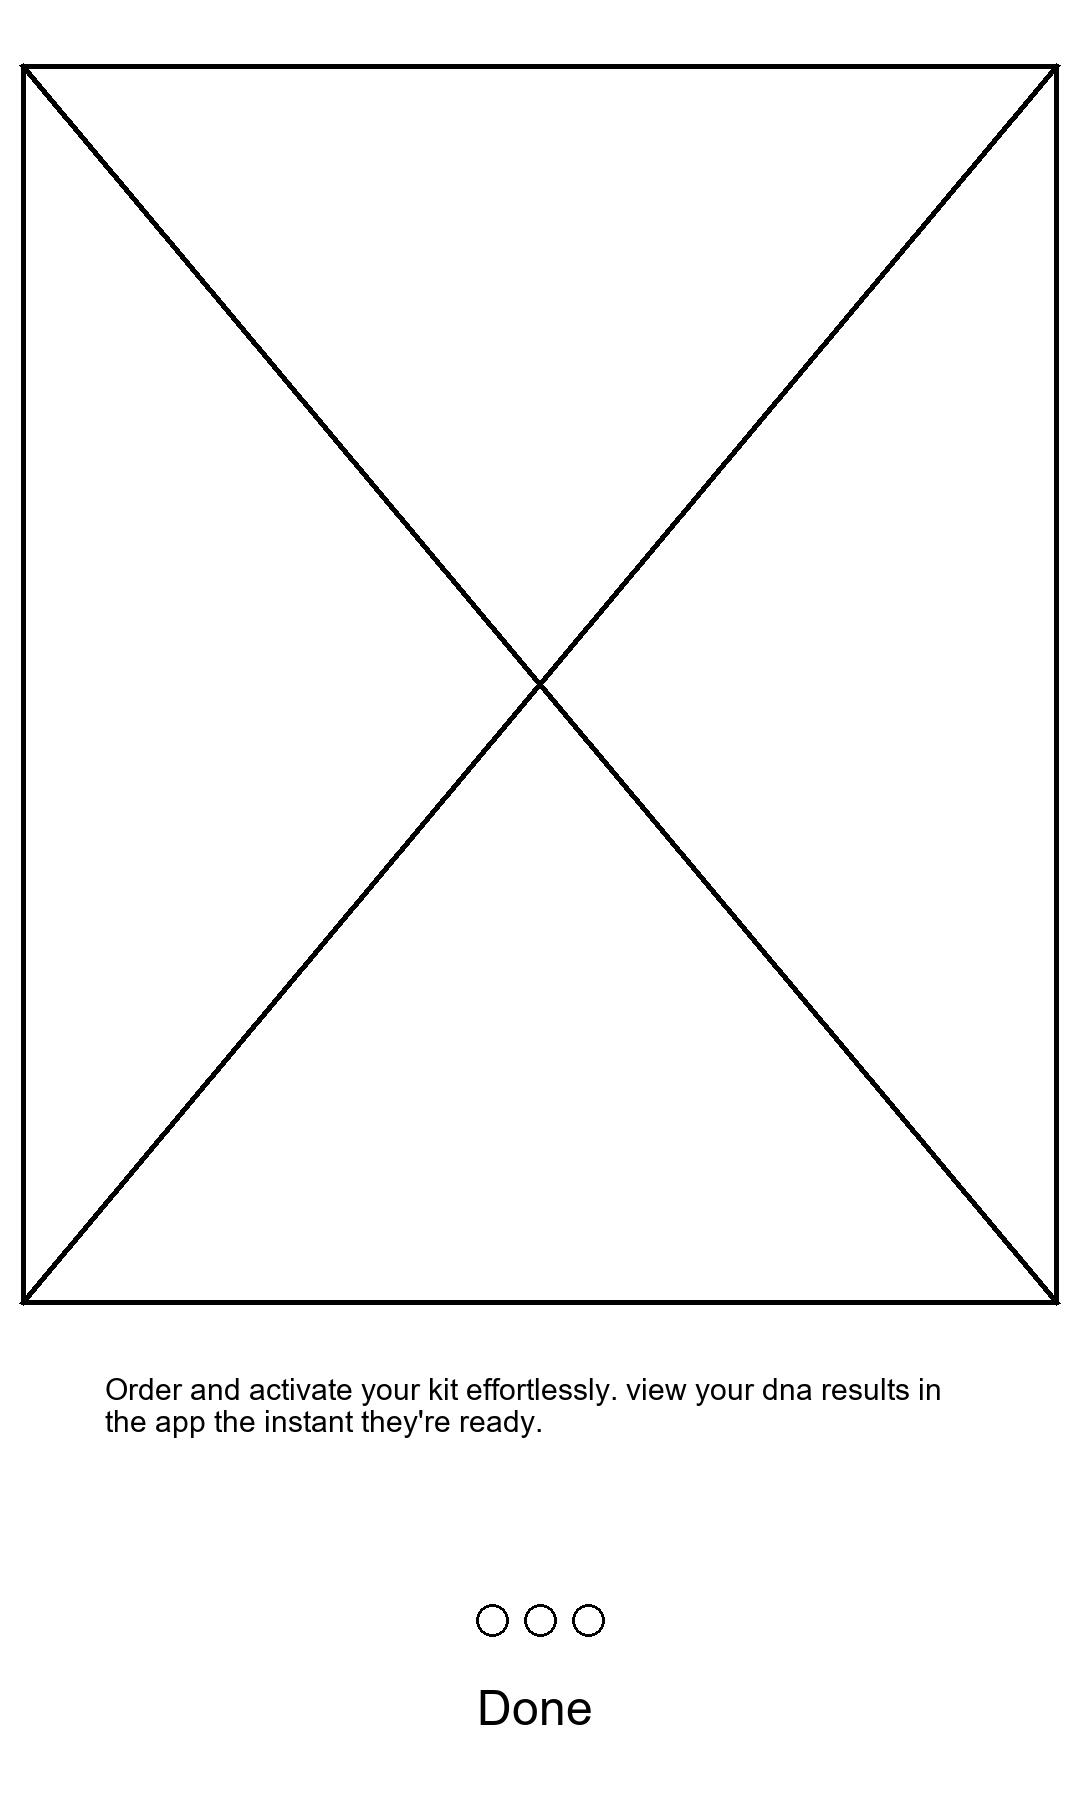 Order and activate your kit effortlessly. view your dna results in
the app the instant they're ready.
Done